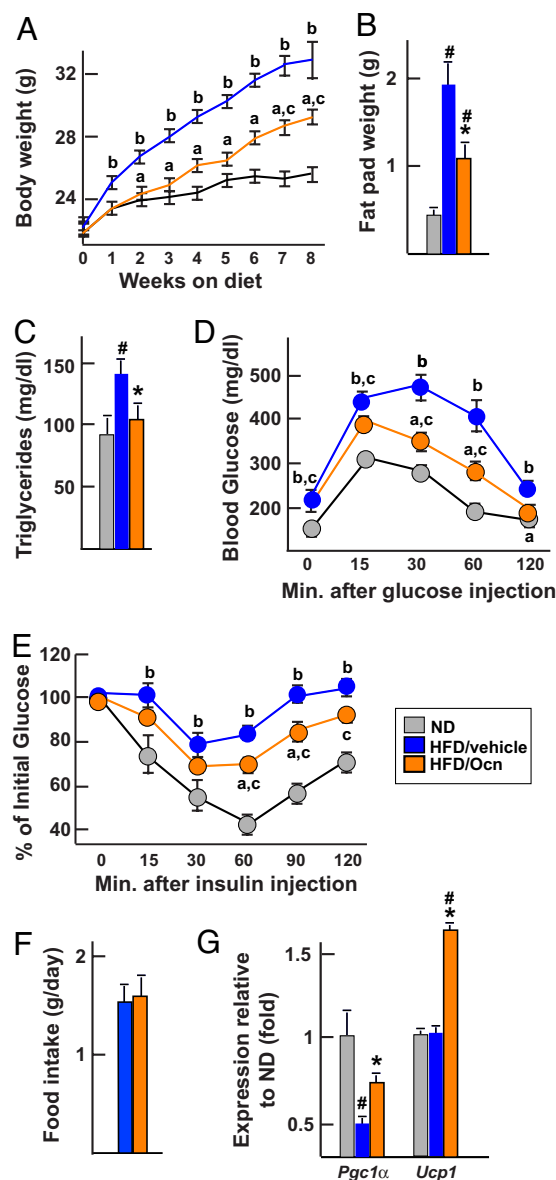 A
Body weight (g)
32
28
24
b
b
b
b
b
b
b
b
a
a
a
a
a
a,c
a,c
0 1 2 3 4 5 6 7 8
Weeks on diet
B
Fat pad weight (g)
2
1
#
#
*
C
Triglycerides (mg/dl)
150
100
50
#
*
D
Blood Glucose (mg/dl)
500
400
300
200
b,c
b,c
b
b
b
a,c
a,c
a
0 15 30 60 120
Min. after glucose injection
E
% of Initial Glucose
120
100
80
60
40
b
b
b
b
b
a,c
a,c
c
0 15 30 60 90 120
Min. after insulin injection
ND
HFD/vehicle
HFD/Ocn
F
Food intake (g/day)
2
1
G
Expression relative
to ND (fold)
1
0.5
#
*
#
*
Pgc1α Ucp1